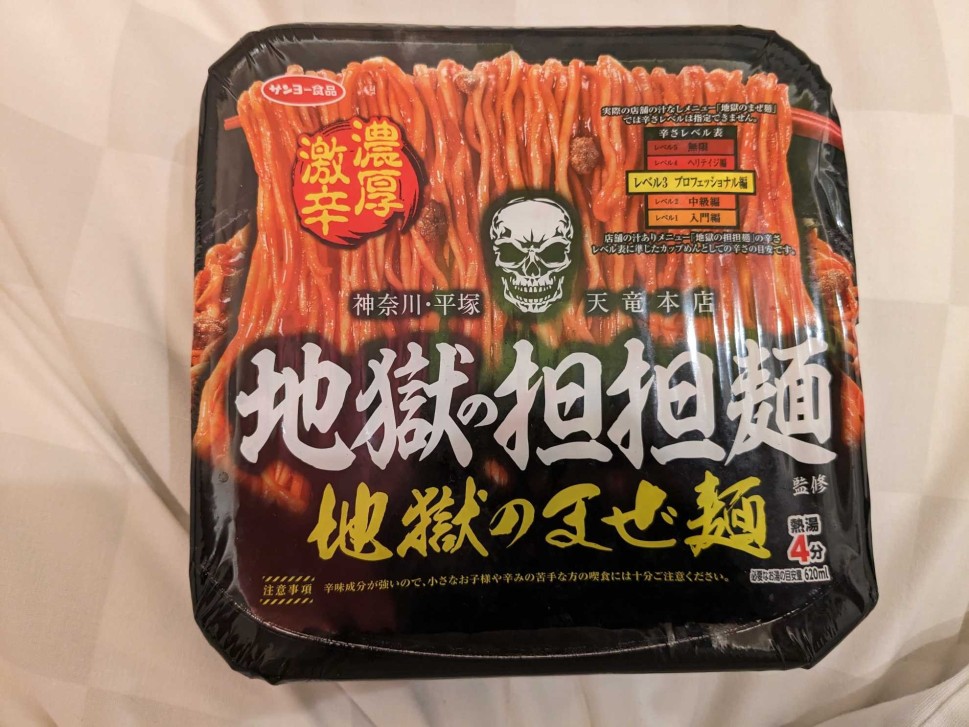 サンヨー食品
濃厚
激辛
実際の店舗の汁なしメニュー「地獄のまぜ麺」
では辛さレベルは指定できません。
辛さレベル表
レベル5 無限
レベル4 ヘリテイジ編
レベル3 プロフェッショナル編
レベル2 中級編
レベル1 入門編
店舗の汁ありメニュー「地獄の担担麺」の辛さ
レベル表に準じたカップめんとしての辛さの目安です。
神奈川・平塚 天竜本店
地獄の担担麺
監修
地獄のまぜ麺
熱湯
4分
必要なお湯の目安量 620ml
注意事項 辛味成分が強いので、小さなお子様や辛みの苦手な方の喫食には十分ご注意ください。